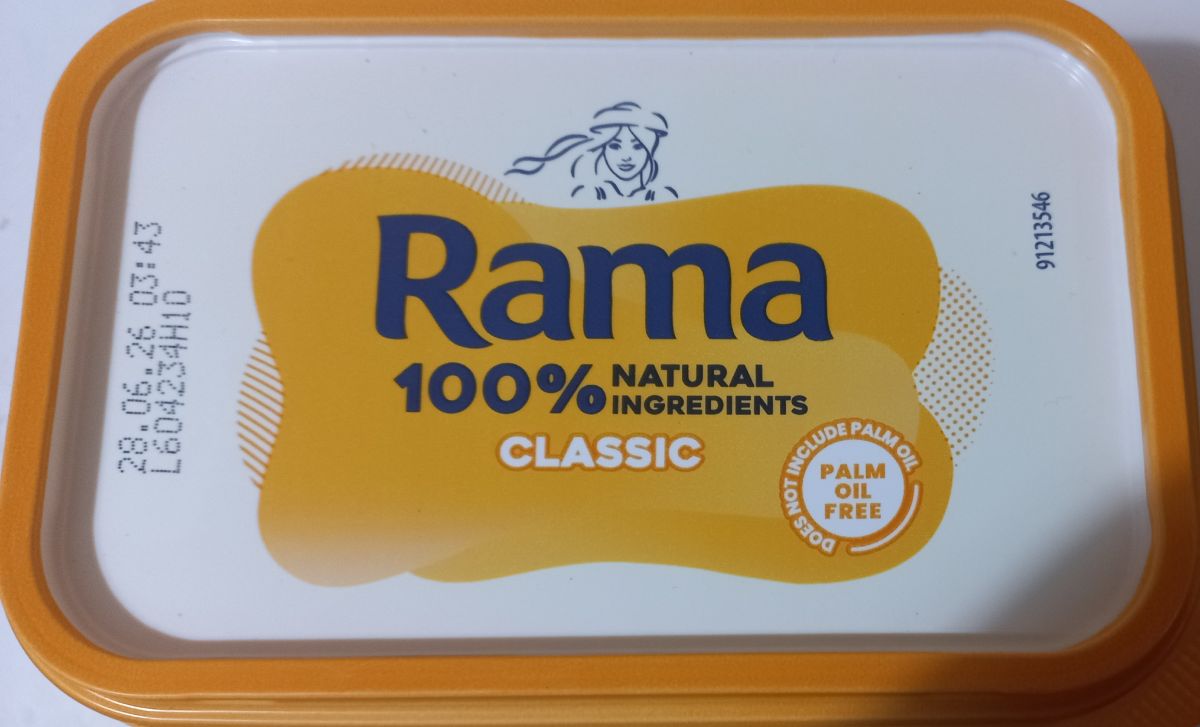 Rama
100% NATURAL
INGREDIENTS
CLASSIC
DOES NOT INCLUDE PALM OIL
PALM
OIL
FREE
28.06.26 03:43
L604234H10
91213546